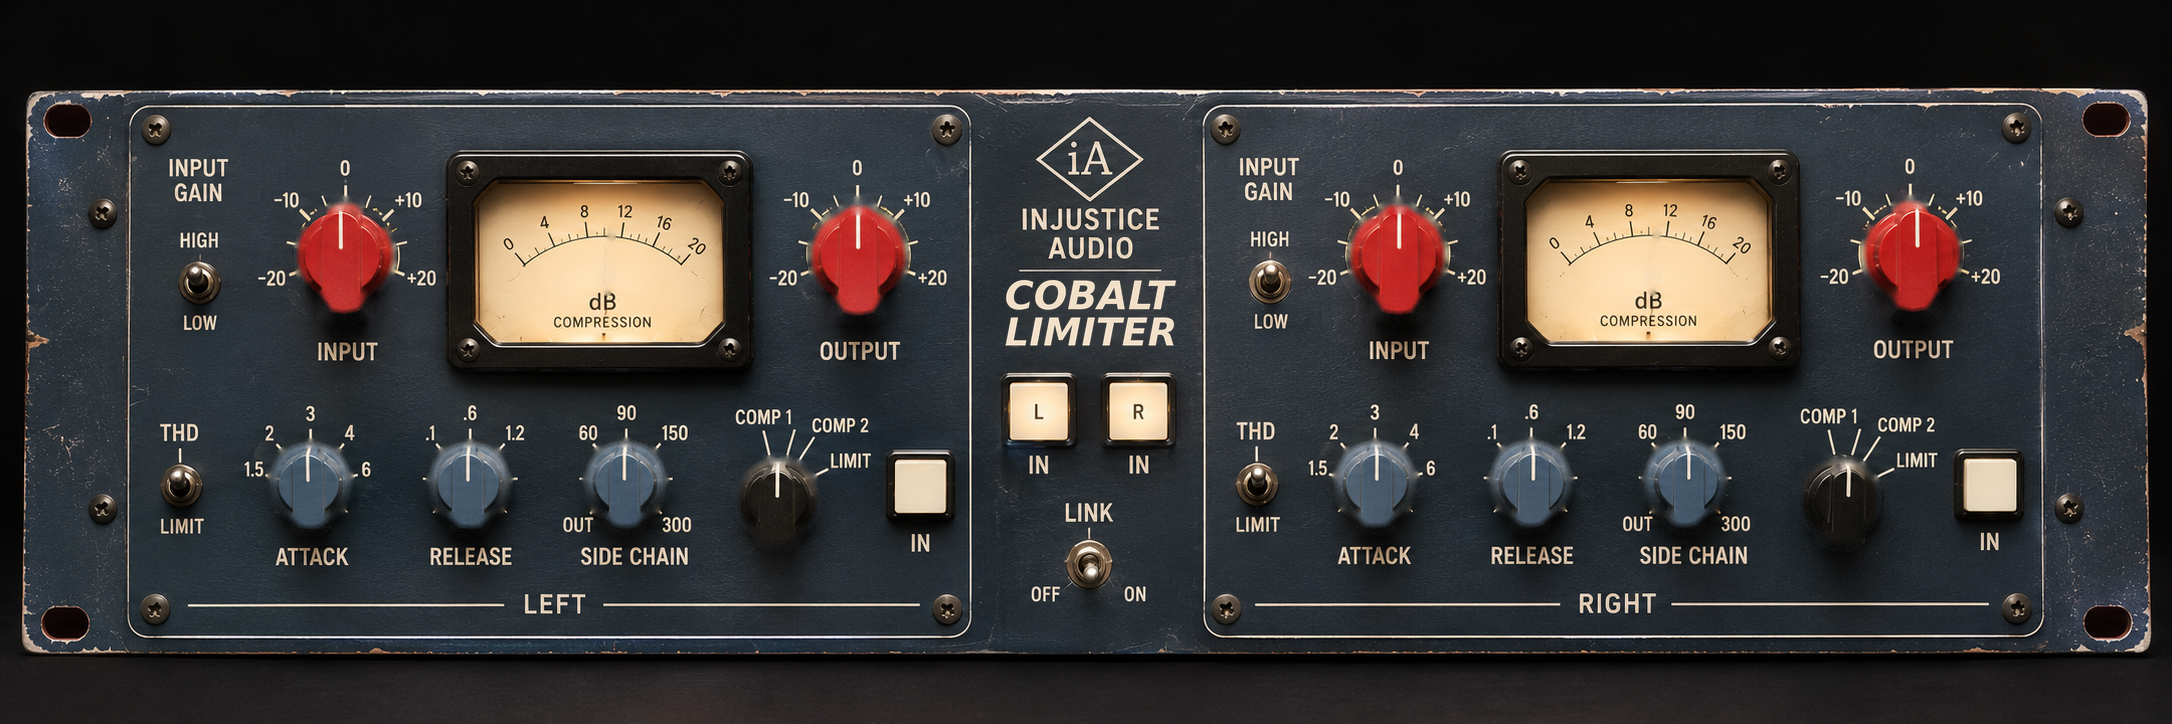 INPUT
GAIN
HIGH
LOW
-10
0
+10
-20
+20
INPUT
0 4 8 12 16 20
dB
COMPRESSION
-10
0
+10
-20
+20
OUTPUT
THD
LIMIT
1.5
2
3
4
6
ATTACK
.1
.6
1.2
RELEASE
OUT
60
90
150
300
SIDE CHAIN
COMP 1
COMP 2
LIMIT
IN
LEFT
iA
INJUSTICE
AUDIO
COBALT
LIMITER
L
R
IN
IN
LINK
OFF
ON
INPUT
GAIN
HIGH
LOW
-10
0
+10
-20
+20
INPUT
0 4 8 12 16 20
dB
COMPRESSION
-10
0
+10
-20
+20
OUTPUT
THD
LIMIT
1.5
2
3
4
6
ATTACK
.1
.6
1.2
RELEASE
OUT
60
90
150
300
SIDE CHAIN
COMP 1
COMP 2
LIMIT
IN
RIGHT